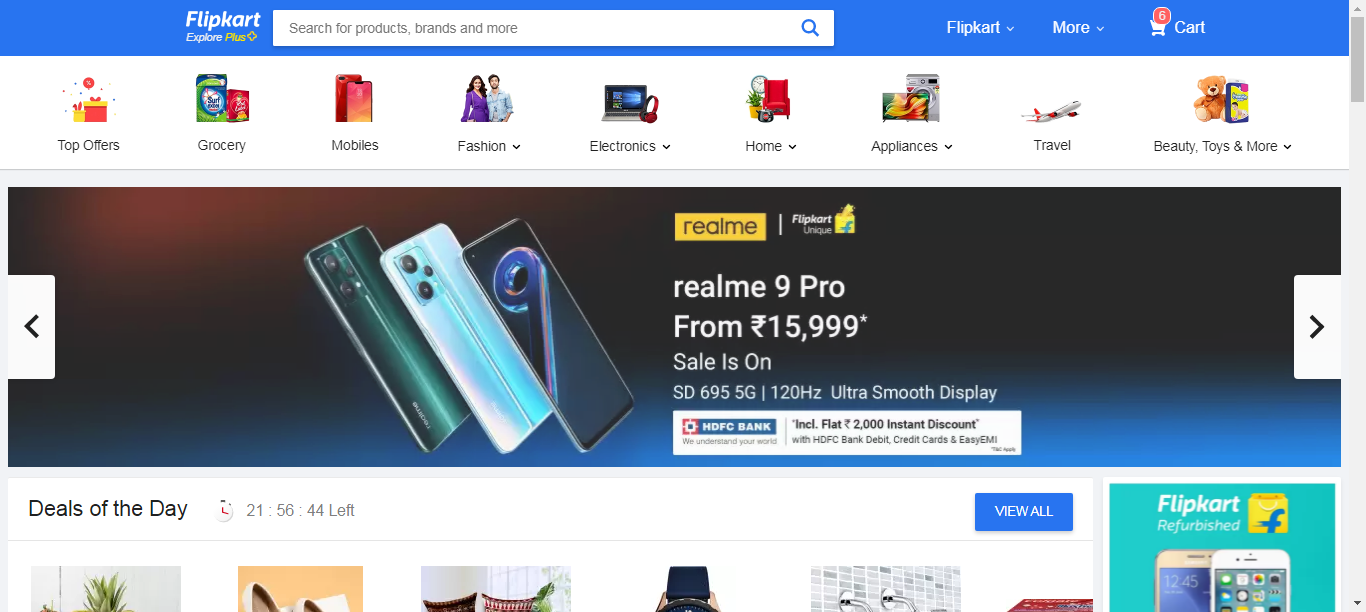 Flipkart
Explore Plus
Search for products, brands and more
Flipkart
More
6
Cart
Top Offers
Grocery
Mobiles
Fashion
Electronics
Home
Appliances
Travel
Beauty, Toys & More
realme
Flipkart
Unique
realme 9 Pro
From ₹15,999*
Sale Is On
SD 695 5G | 120Hz Ultra Smooth Display
HDFC BANK
We understand your world
*Incl. Flat ₹ 2,000 Instant Discount*
with HDFC Bank Debit, Credit Cards & EasyEMI
*T&C Apply
realme
Deals of the Day
21 : 56 : 44 Left
VIEW ALL
Flipkart
Refurbished
12:45